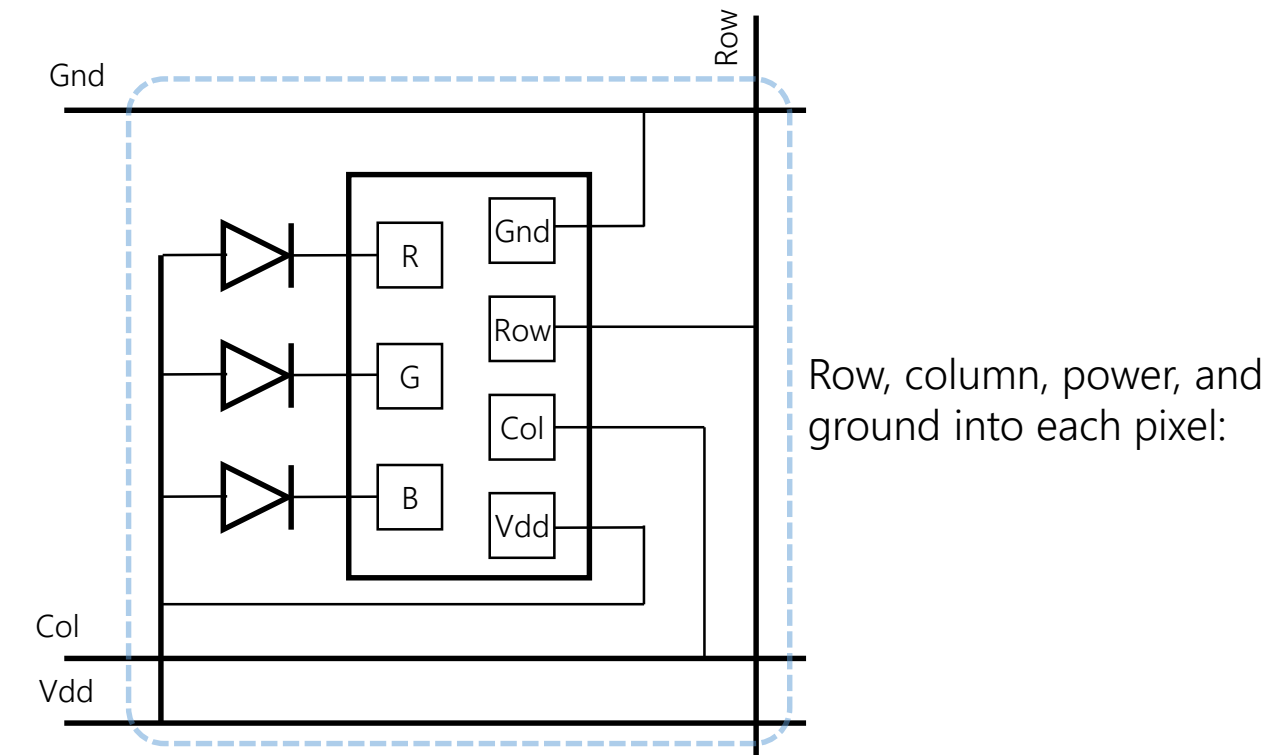 Row
Gnd
Gnd
R
Row
G
Col
B
Vdd
Row, column, power, and
ground into each pixel:
Col
Vdd